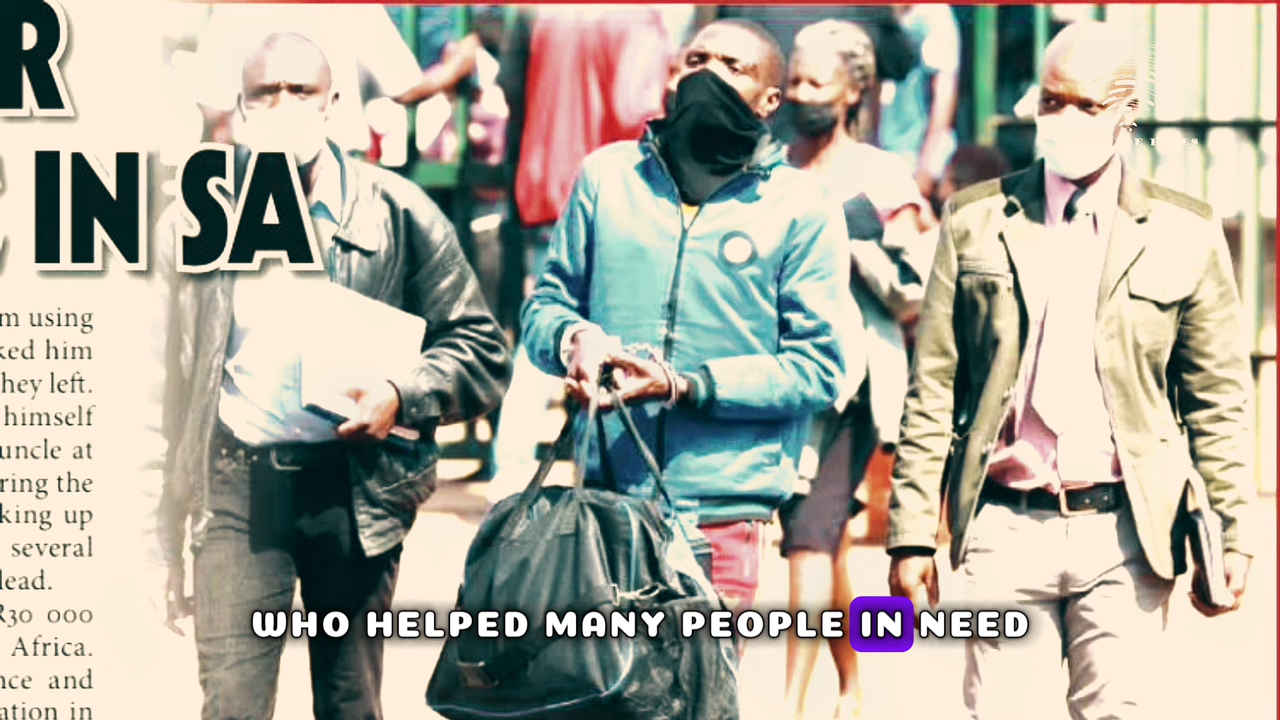 R
IN SA
m using
ked him
hey left.
himself
uncle at
ring the
king up
several
lead.
R30 000
Africa.
nce and
ation in
WHO HELPED MANY PEOPLE IN NEED